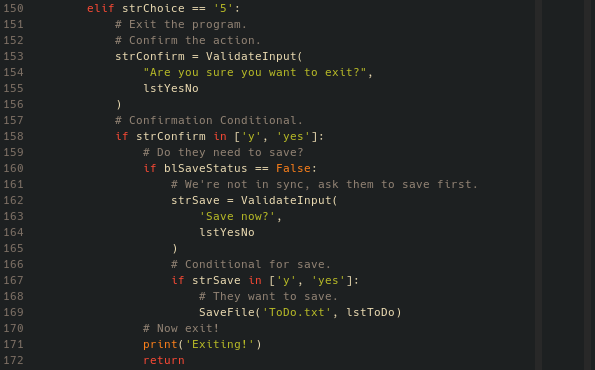 150         elif strChoice == '5':
151             # Exit the program.
152             # Confirm the action.
153             strConfirm = ValidateInput(
154                 "Are you sure you want to exit?",
155                 lstYesNo
156             )
157             # Confirmation Conditional.
158             if strConfirm in ['y', 'yes']:
159                 # Do they need to save?
160                 if blSaveStatus == False:
161                     # We're not in sync, ask them to save first.
162                     strSave = ValidateInput(
163                         'Save now?',
164                         lstYesNo
165                     )
166                     # Conditional for save.
167                     if strSave in ['y', 'yes']:
168                         # They want to save.
169                         SaveFile('ToDo.txt', lstToDo)
170                 # Now exit!
171                 print('Exiting!')
172                 return